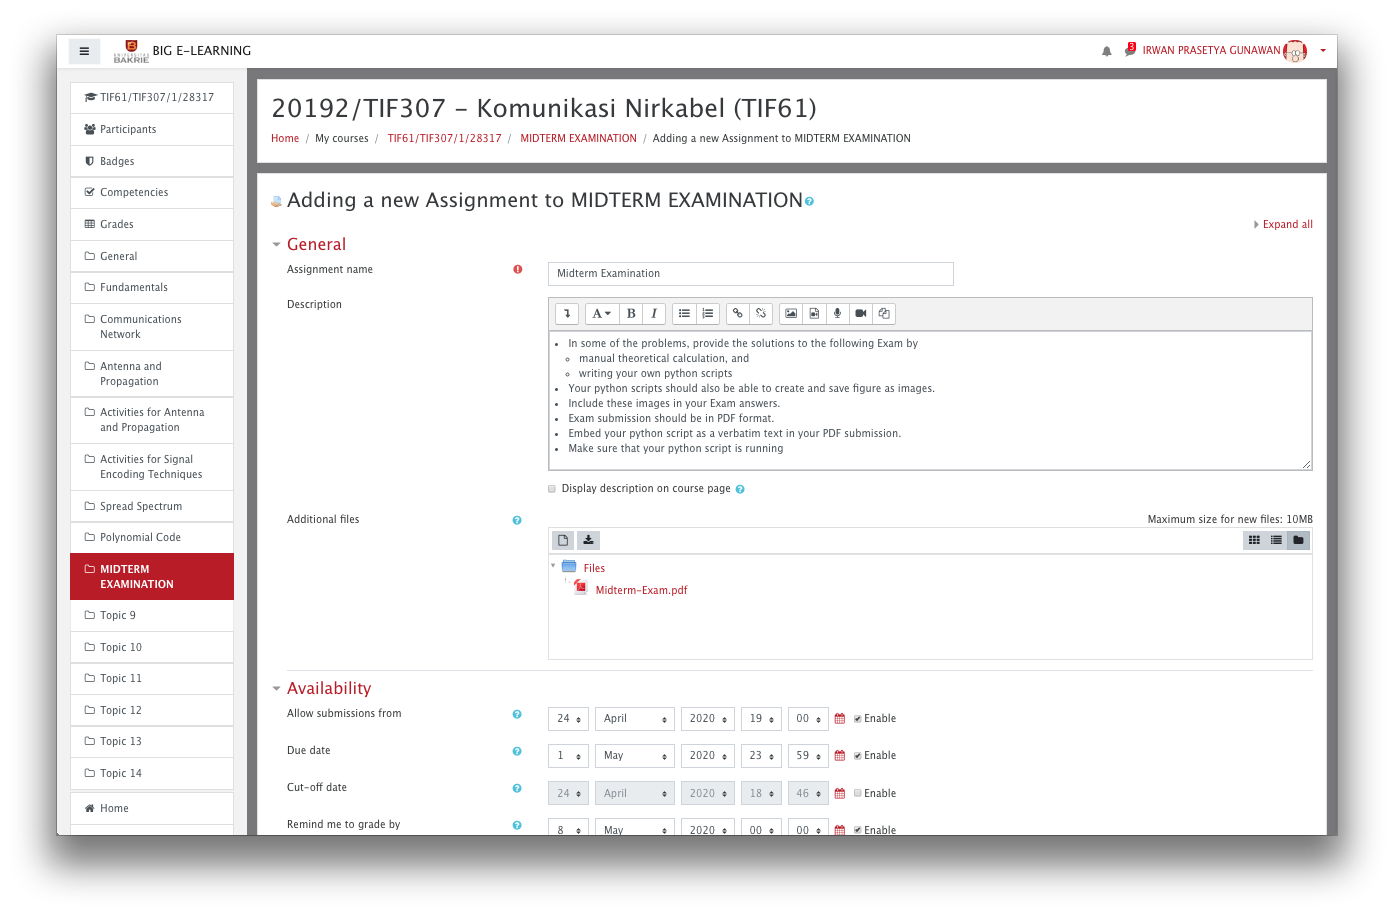 UNIVERSITAS
BAKRIE
BIG E-LEARNING
3
IRWAN PRASETYA GUNAWAN
TIF61/TIF307/1/28317
Participants
Badges
Competencies
Grades
General
Fundamentals
Communications
Network
Antenna and
Propagation
Activities for Antenna
and Propagation
Activities for Signal
Encoding Techniques
Spread Spectrum
Polynomial Code
MIDTERM
EXAMINATION
Topic 9
Topic 10
Topic 11
Topic 12
Topic 13
Topic 14
Home
20192/TIF307 - Komunikasi Nirkabel (TIF61)
Home / My courses / TIF61/TIF307/1/28317 / MIDTERM EXAMINATION / Adding a new Assignment to MIDTERM EXAMINATION
Adding a new Assignment to MIDTERM EXAMINATION
Expand all
General
Assignment name
Midterm Examination
Description
A B I
• In some of the problems, provide the solutions to the following Exam by
◦ manual theoretical calculation, and
◦ writing your own python scripts
• Your python scripts should also be able to create and save figure as images.
• Include these images in your Exam answers.
• Exam submission should be in PDF format.
• Embed your python script as a verbatim text in your PDF submission.
• Make sure that your python script is running
Display description on course page
Additional files
Maximum size for new files: 10MB
Files
Midterm-Exam.pdf
Availability
Allow submissions from 24 April 2020 19 00 Enable
Due date 1 May 2020 23 59 Enable
Cut-off date 24 April 2020 18 46 Enable
Remind me to grade by 8 May 2020 00 00 Enable